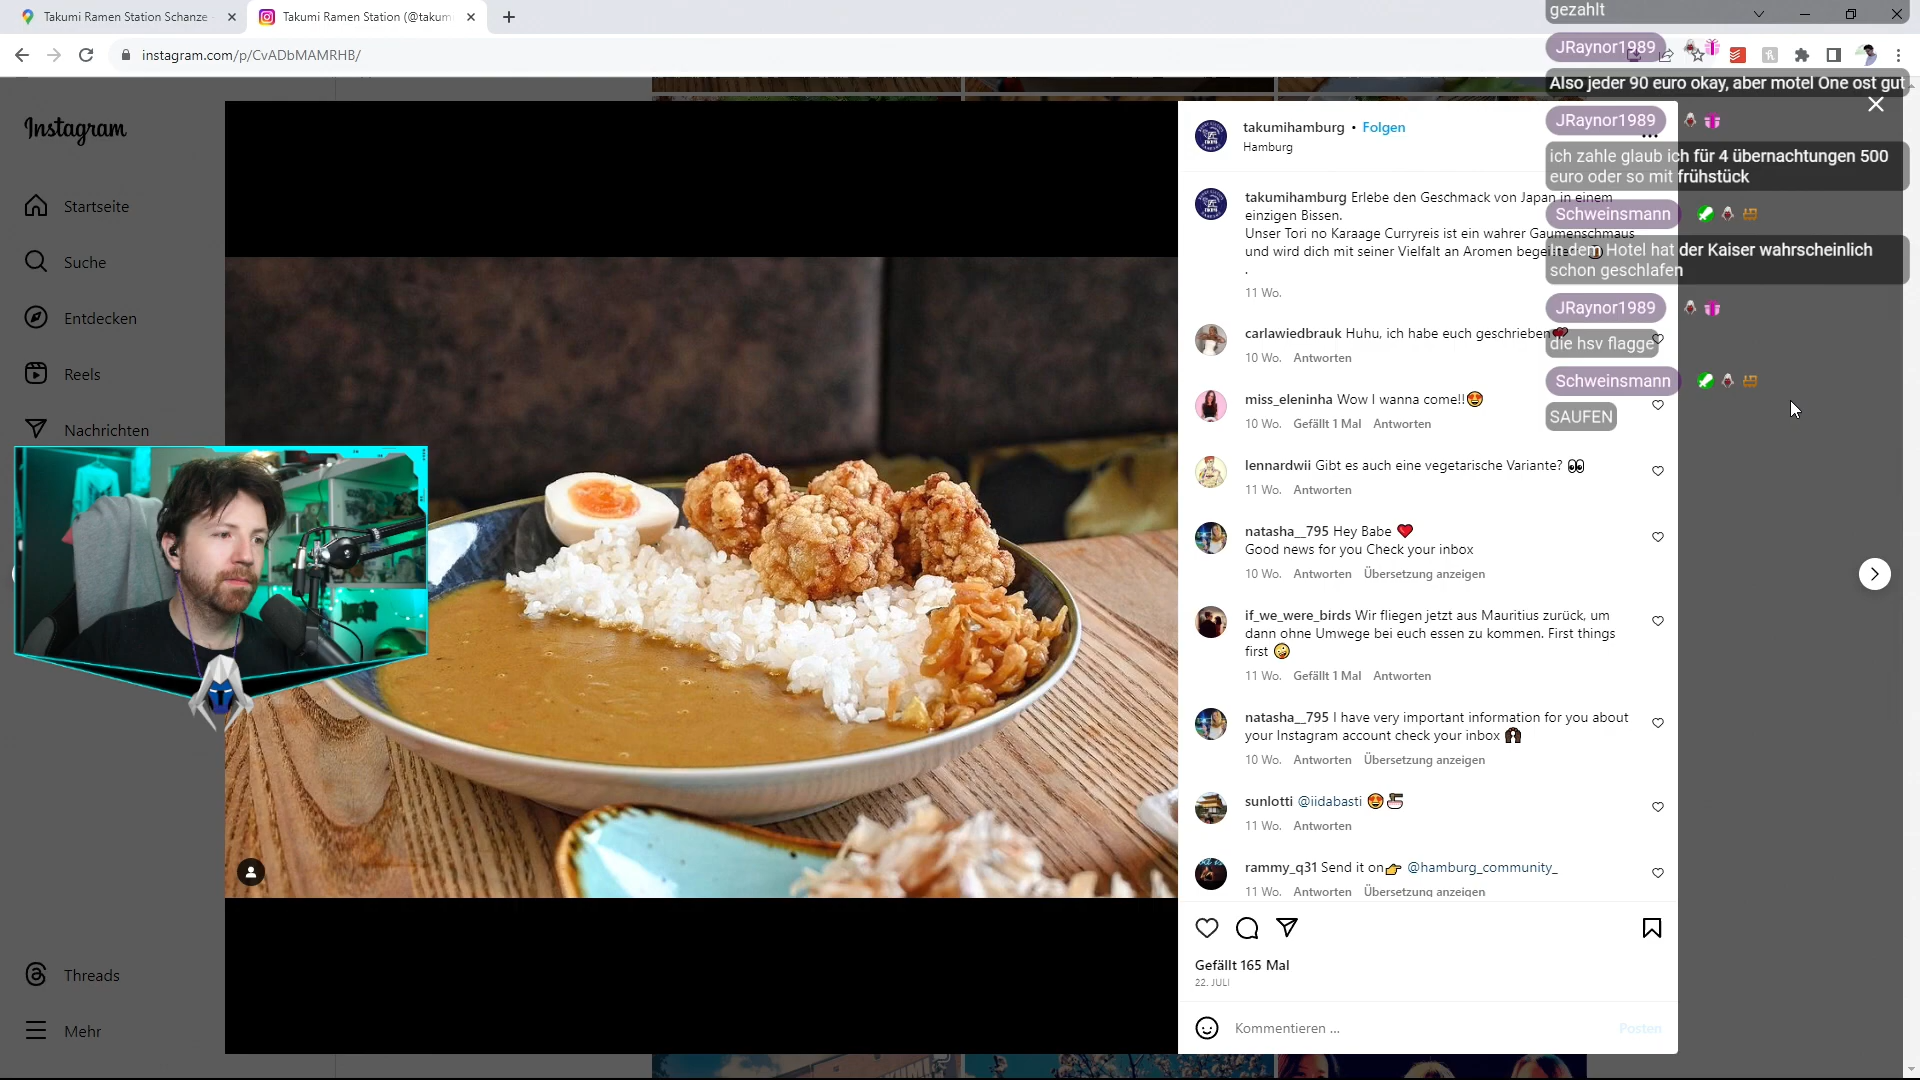 Takumi Ramen Station Schanze
Takumi Ramen Station (@takum
gezahlt
instagram.com/p/CvADbMAMRHB/
JRaynor1989
Also jeder 90 euro okay, aber motel One ost gut
JRaynor1989
ich zahle glaub ich für 4 übernachtungen 500
euro oder so mit frühstück
Schweinsmann
In dem Hotel hat der Kaiser wahrscheinlich
schon geschlafen
JRaynor1989
die hsv flagge
Schweinsmann
SAUFEN
Instagram
Startseite
Suche
Entdecken
Reels
Nachrichten
Threads
Mehr
takumihamburg • Folgen
Hamburg
takumihamburg Erlebe den Geschmack von Japan in einem
einzigen Bissen.
Unser Tori no Karaage Curryreis ist ein wahrer Gaumenschmaus
und wird dich mit seiner Vielfalt an Aromen
.
11 Wo.
carlawiedbrauk Huhu, ich habe euch geschrieben
10 Wo. Antworten
miss_eleninha Wow I wanna come!!😍
10 Wo. Gefällt 1 Mal Antworten
lennardwii Gibt es auch eine vegetarische Variante? 👀
11 Wo. Antworten
natasha__795 Hey Babe ❤️
Good news for you Check your inbox
10 Wo. Antworten Übersetzung anzeigen
if_we_were_birds Wir fliegen jetzt aus Mauritius zurück, um
dann ohne Umwege bei euch essen zu kommen. First things
first 🤪
11 Wo. Gefällt 1 Mal Antworten
natasha__795 I have very important information for you about
your Instagram account check your inbox
10 Wo. Antworten Übersetzung anzeigen
sunlotti @iidabasti 😍🍜
11 Wo. Antworten
rammy_q31 Send it on👉 @hamburg_community_
11 Wo. Antworten Übersetzung anzeigen
Gefällt 165 Mal
22. JULI
Kommentieren ...
Posten